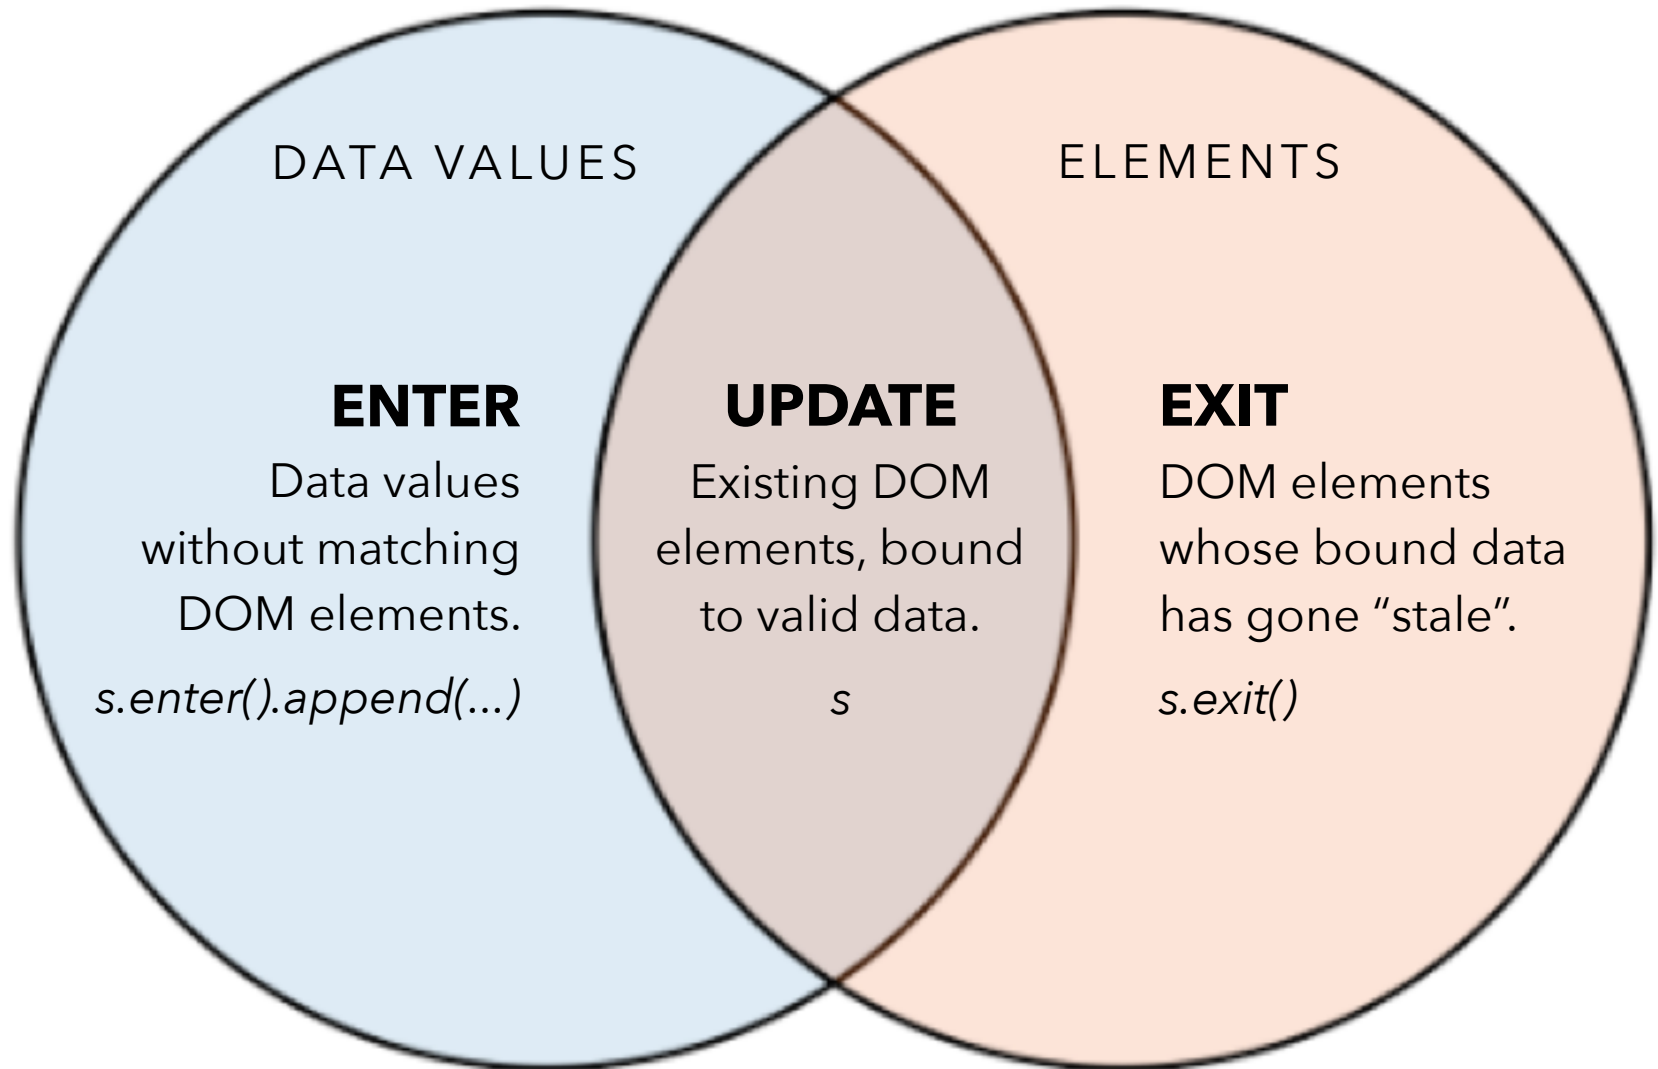 DATA VALUES
ELEMENTS
ENTER
Data values
without matching
DOM elements.
s.enter().append(...)
UPDATE
Existing DOM
elements, bound
to valid data.
s
EXIT
DOM elements
whose bound data
has gone “stale”.
s.exit()